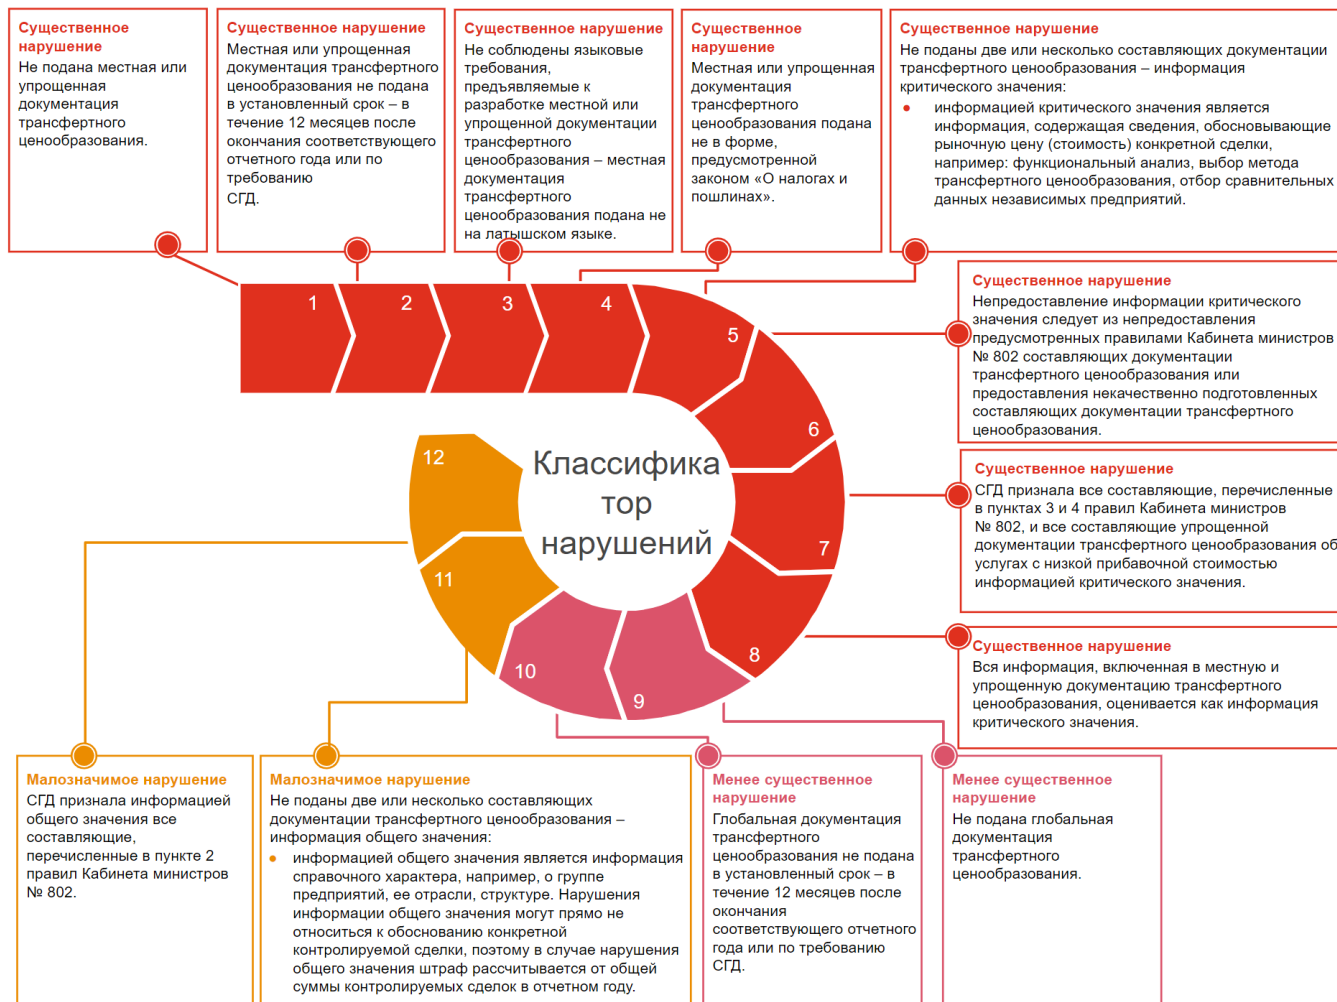 Существенное
нарушение
Не подана местная или
упрощенная
документация
трансфертного
ценообразования.
Существенное нарушение
Местная или упрощенная
документация трансфертного
ценообразования не подана
в установленный срок – в
течение 12 месяцев после
окончания соответствующего
отчетного года или по
требованию
СГД.
Существенное нарушение
Не соблюдены языковые
требования,
предъявляемые к
разработке местной или
упрощенной документации
трансфертного
ценообразования – местная
документация
трансфертного
ценообразования подана не
на латышском языке.
Существенное
нарушение
Местная или упрощенная
документация
трансфертного
ценообразования подана
не в форме,
предусмотренной
законом «О налогах и
пошлинах».
Существенное нарушение
Не поданы две или несколько составляющих документации
трансфертного ценообразования – информация
критического значения:
• информацией критического значения является
информация, содержащая сведения, обосновывающие
рыночную цену (стоимость) конкретной сделки,
например: функциональный анализ, выбор метода
трансфертного ценообразования, отбор сравнительных
данных независимых предприятий.
Существенное нарушение
Непредоставление информации критического
значения следует из непредоставления
предусмотренных правилами Кабинета министров
№ 802 составляющих документации
трансфертного ценообразования или
предоставления некачественно подготовленных
составляющих документации трансфертного
ценообразования.
Существенное нарушение
СГД признала все составляющие, перечисленные
в пунктах 3 и 4 правил Кабинета министров
№ 802, и все составляющие упрощенной
документации трансфертного ценообразования об
услугах с низкой прибавочной стоимостью
информацией критического значения.
Существенное нарушение
Вся информация, включенная в местную и
упрощенную документацию трансфертного
ценообразования, оценивается как информация
критического значения.
1
2
3
4
5
6
7
8
9
10
11
12
Классифика
тор
нарушений
Малозначимое нарушение
СГД признала информацией
общего значения все
составляющие,
перечисленные в пункте 2
правил Кабинета министров
№ 802.
Малозначимое нарушение
Не поданы две или несколько составляющих
документации трансфертного ценообразования –
информация общего значения:
• информацией общего значения является информация
справочного характера, например, о группе
предприятий, ее отрасли, структуре. Нарушения
информации общего значения могут прямо не
относиться к обоснованию конкретной
контролируемой сделки, поэтому в случае нарушения
общего значения штраф рассчитывается от общей
суммы контролируемых сделок в отчетном году.
Менее существенное
нарушение
Глобальная документация
трансфертного
ценообразования не подана
в установленный срок – в
течение 12 месяцев после
окончания
соответствующего отчетного
года или по требованию
СГД.
Менее существенное
нарушение
Не подана глобальная
документация
трансфертного
ценообразования.